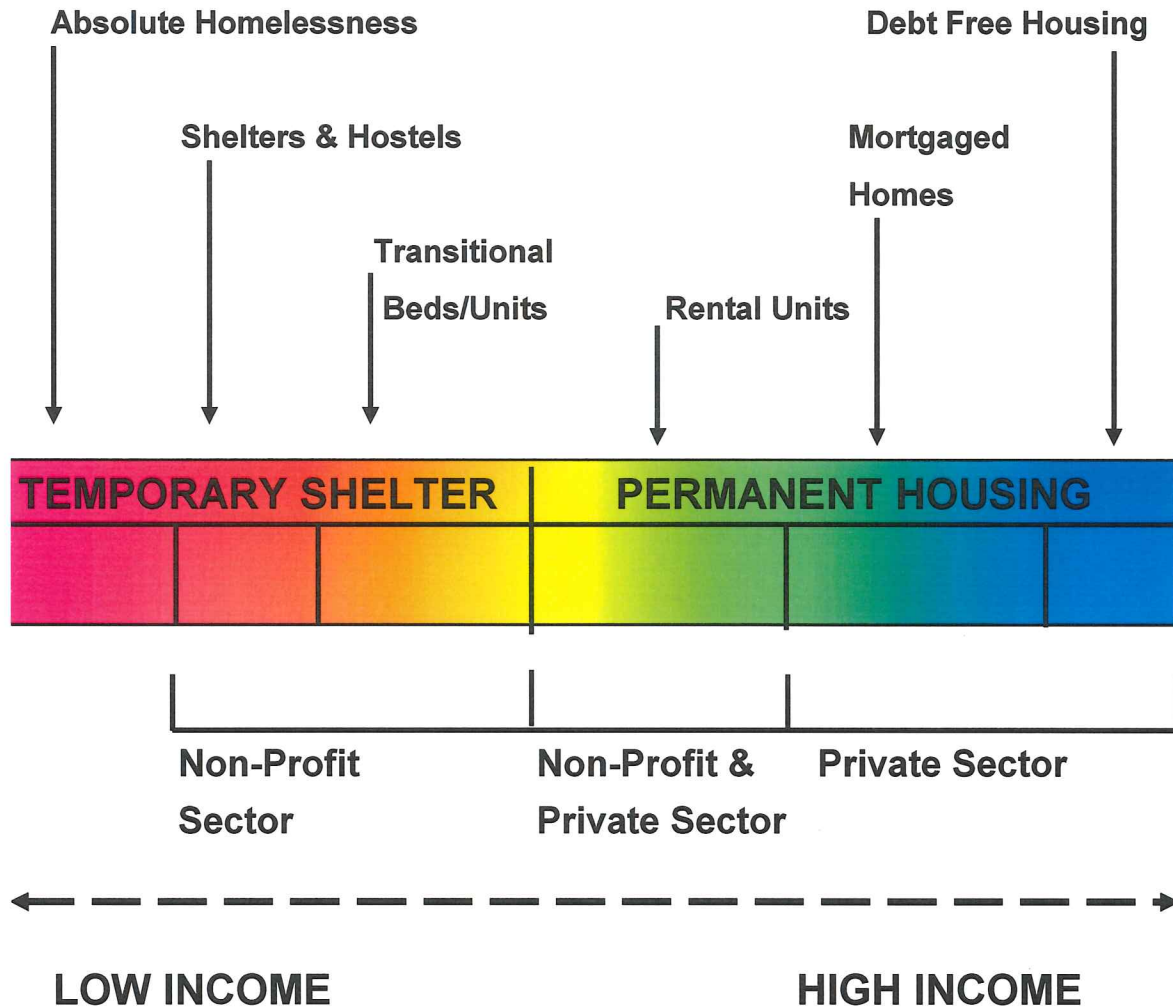 Absolute Homelessness
Debt Free Housing
Shelters & Hostels
Mortgaged
Homes
Transitional
Beds/Units
Rental Units
TEMPORARY SHELTER
PERMANENT HOUSING
Non-Profit
Sector
Non-Profit &
Private Sector
Private Sector
LOW INCOME
HIGH INCOME